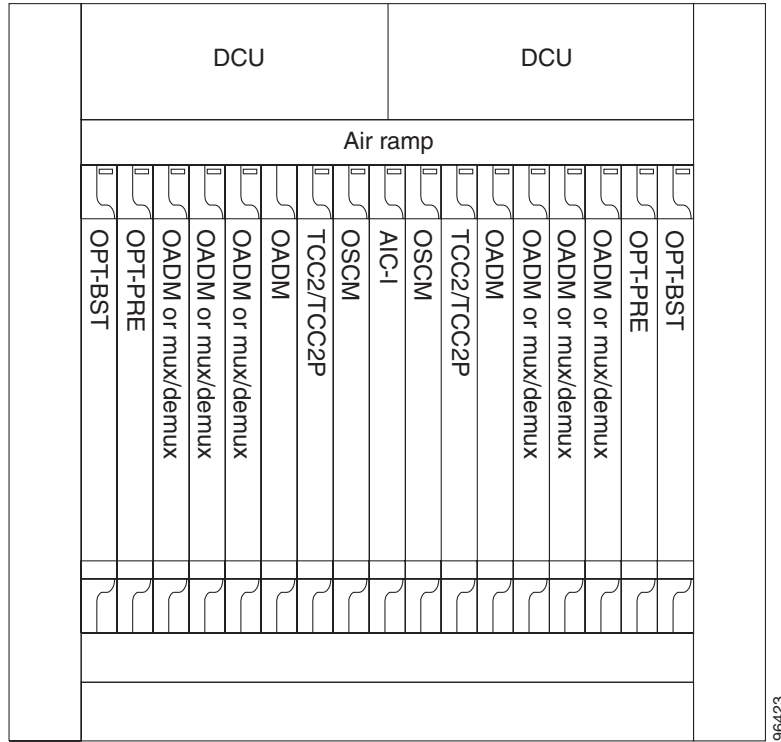 DCU
DCU
Air ramp
OPT-BST
OPT-PRE
OADM or mux/demux
OADM or mux/demux
OADM or mux/demux
OADM
TCC2/TCC2P
OSCM
AIC-I
OSCM
TCC2/TCC2P
OADM
OADM or mux/demux
OADM or mux/demux
OADM or mux/demux
OPT-PRE
OPT-BST
96423